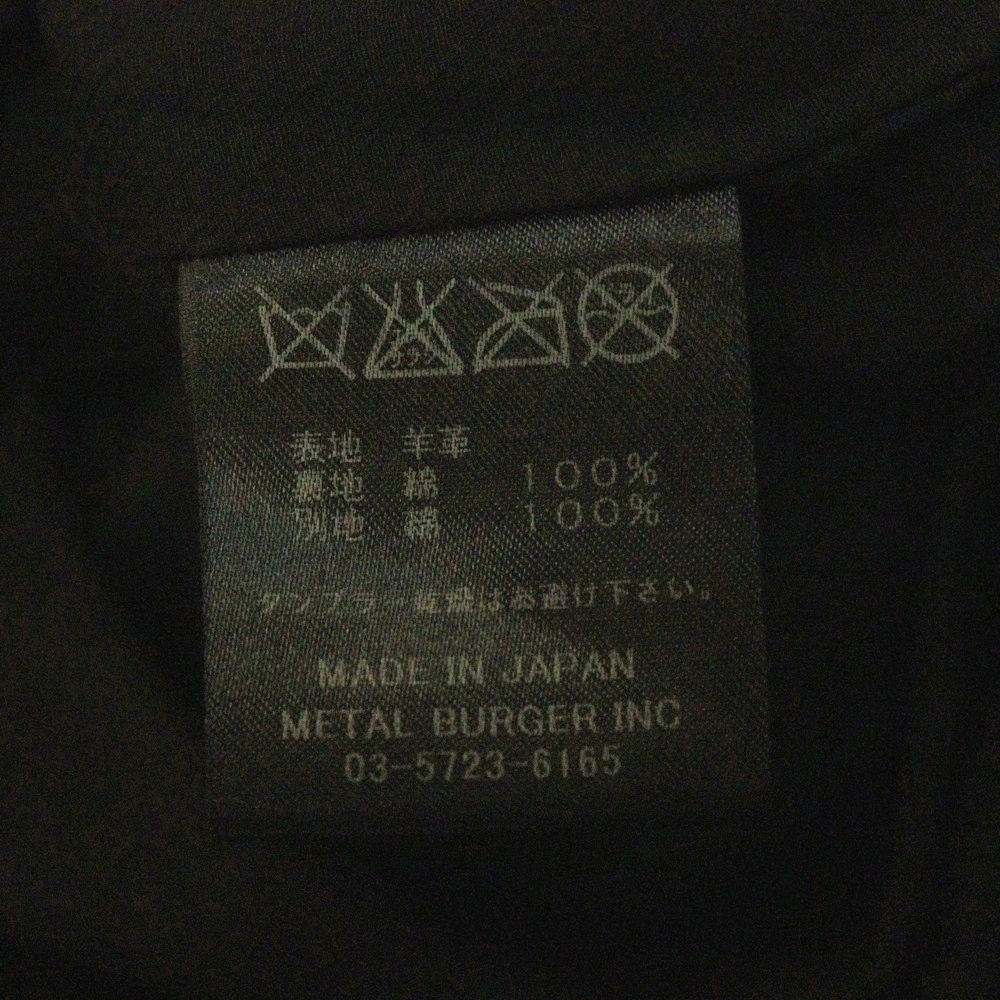 表地 羊革
裏地 綿 100%
別地 綿 100%
タンブラー乾燥はお避け下さい。
MADE IN JAPAN
METAL BURGER INC
03-5723-6165